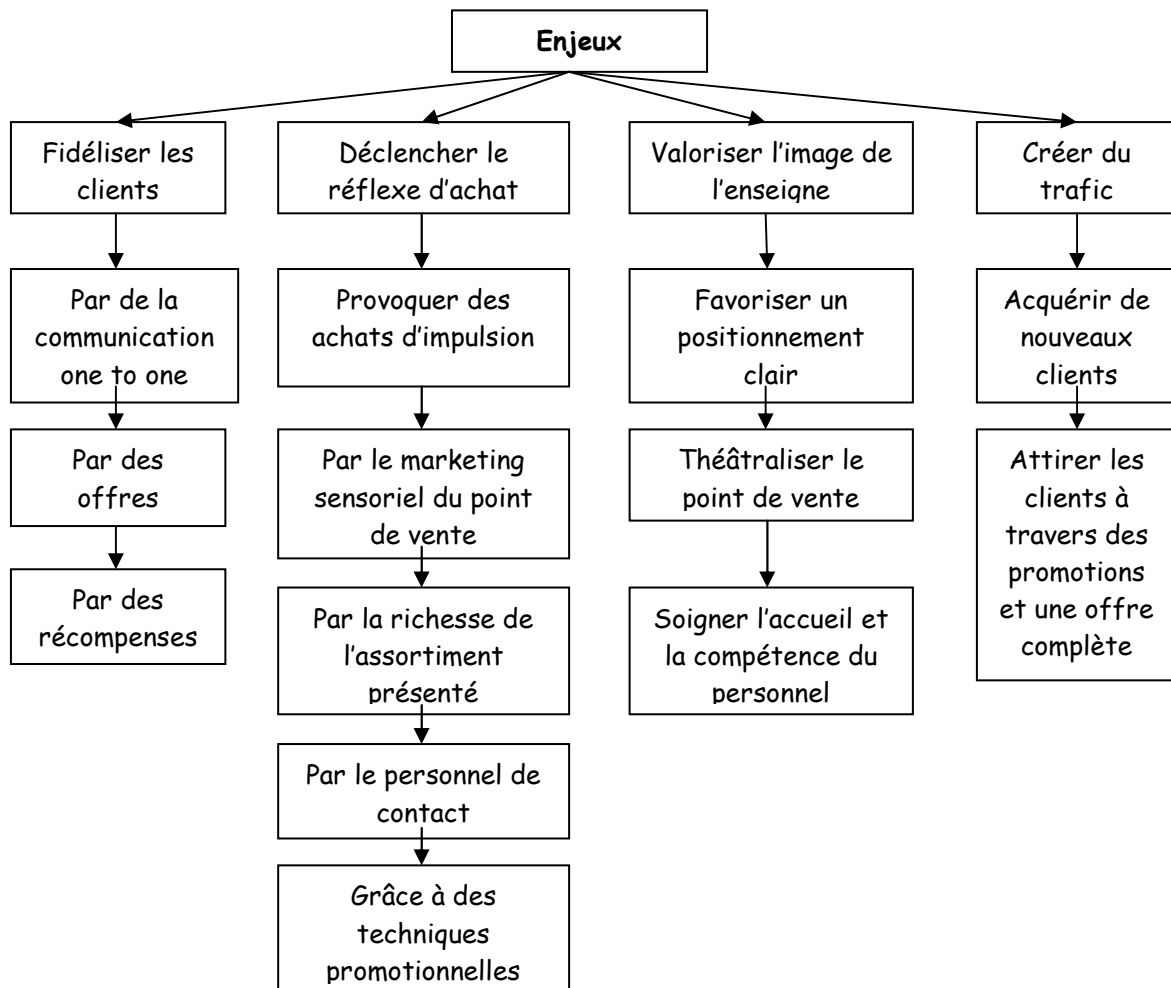 Enjeux
Fidéliser les
clients
Déclencher le
réflexe d'achat
Valoriser l'image de
l'enseigne
Créer du
trafic
Par de la
communication
one to one
Provoquer des
achats d'impulsion
Favoriser un
positionnement
clair
Acquérir de
nouveaux
clients
Par des
offres
Par le marketing
sensoriel du point
de vente
Théâtraliser le
point de vente
Attirer les
clients à
travers des
promotions
et une offre
complète
Par des
récompenses
Par la richesse de
l'assortiment
présenté
Soigner l'accueil et
la compétence du
personnel
Par le personnel de
contact
Grâce à des
techniques
promotionnelles